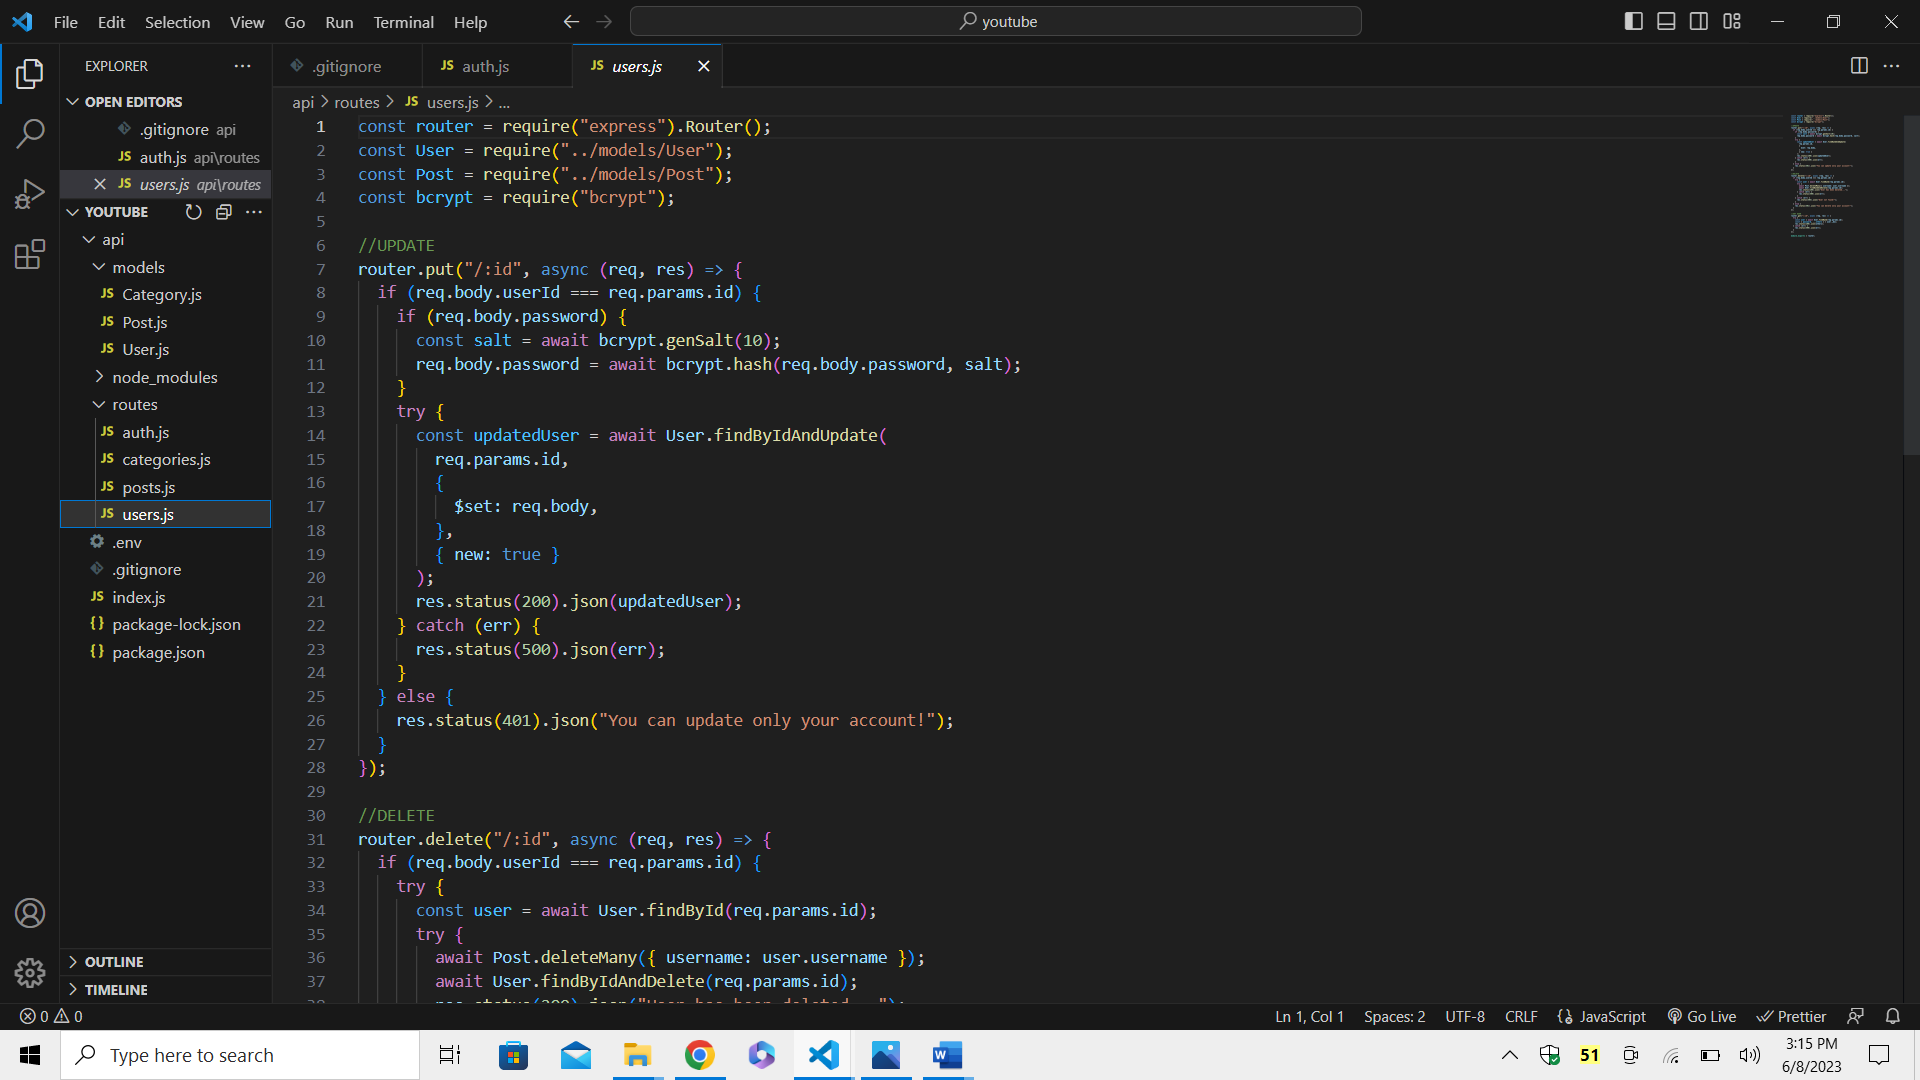 File Edit Selection View Go Run Terminal Help
youtube
EXPLORER
OPEN EDITORS
.gitignore api
JS auth.js api\routes
JS users.js api\routes
YOUTUBE
api
models
JS Category.js
JS Post.js
JS User.js
node_modules
routes
JS auth.js
JS categories.js
JS posts.js
JS users.js
.env
.gitignore
JS index.js
{} package-lock.json
{} package.json
OUTLINE
TIMELINE
.gitignore
JS auth.js
JS users.js
api > routes > JS users.js > ...
1 const router = require("express").Router();
2 const User = require("../models/User");
3 const Post = require("../models/Post");
4 const bcrypt = require("bcrypt");
5
6 //UPDATE
7 router.put("/:id", async (req, res) => {
8 if (req.body.userId === req.params.id) {
9 if (req.body.password) {
10 const salt = await bcrypt.genSalt(10);
11 req.body.password = await bcrypt.hash(req.body.password, salt);
12 }
13 try {
14 const updatedUser = await User.findByIdAndUpdate(
15 req.params.id,
16 {
17 $set: req.body,
18 },
19 { new: true }
20 );
21 res.status(200).json(updatedUser);
22 } catch (err) {
23 res.status(500).json(err);
24 }
25 } else {
26 res.status(401).json("You can update only your account!");
27 }
28 });
29
30 //DELETE
31 router.delete("/:id", async (req, res) => {
32 if (req.body.userId === req.params.id) {
33 try {
34 const user = await User.findById(req.params.id);
35 try {
36 await Post.deleteMany({ username: user.username });
37 await User.findByIdAndDelete(req.params.id);
0 0
Ln 1, Col 1 Spaces: 2 UTF-8 CRLF {} JavaScript Go Live Prettier
Type here to search
51
3:15 PM
6/8/2023